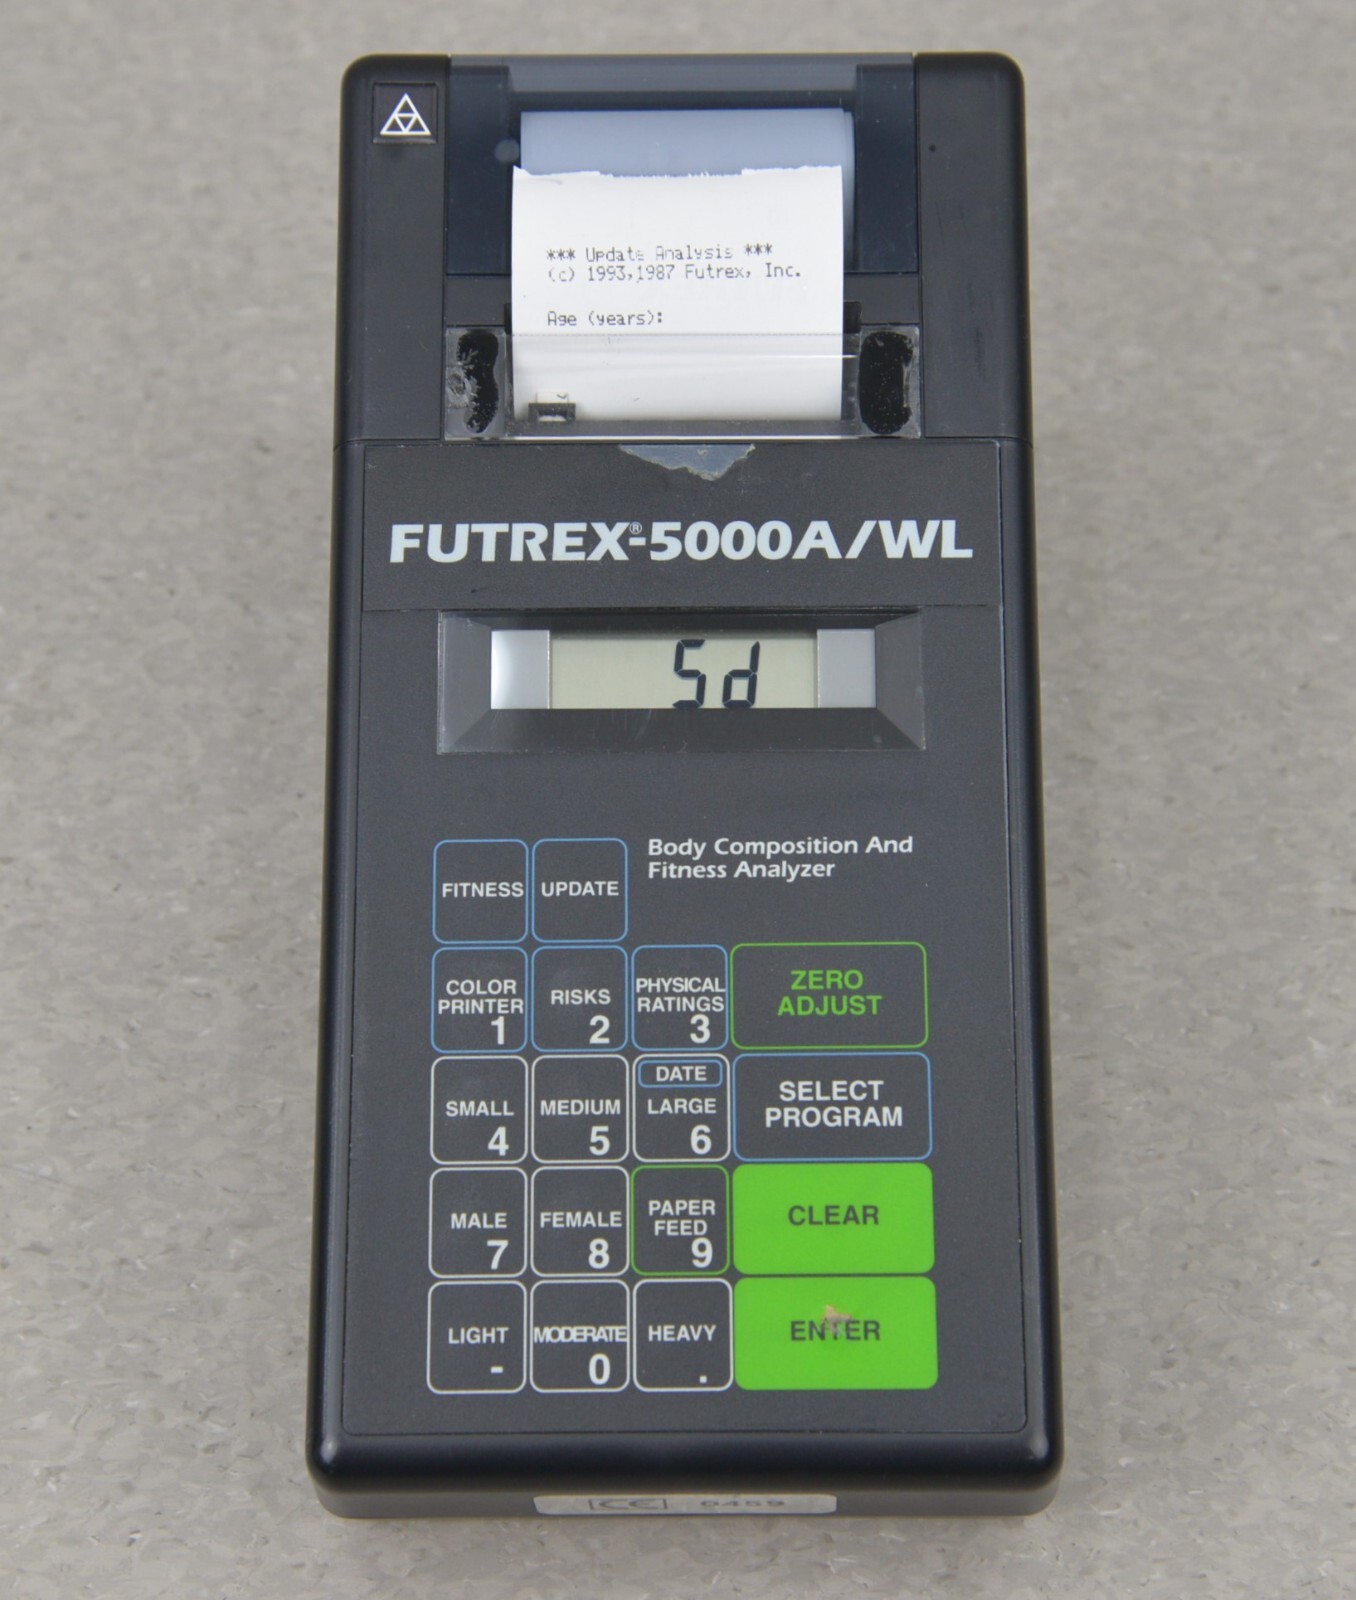 *** Update Analysis ***
(c) 1993,1987 Futrex, Inc.
Age (years):
FUTREX®-5000A/WL
5d
Body Composition And
Fitness Analyzer
FITNESS
UPDATE
COLOR
PRINTER
1
RISKS
2
PHYSICAL
RATINGS
3
ZERO
ADJUST
SMALL
4
MEDIUM
5
DATE
LARGE
6
SELECT
PROGRAM
MALE
7
FEMALE
8
PAPER
FEED
9
CLEAR
LIGHT
-
MODERATE
0
HEAVY
.
ENTER
CE 0459